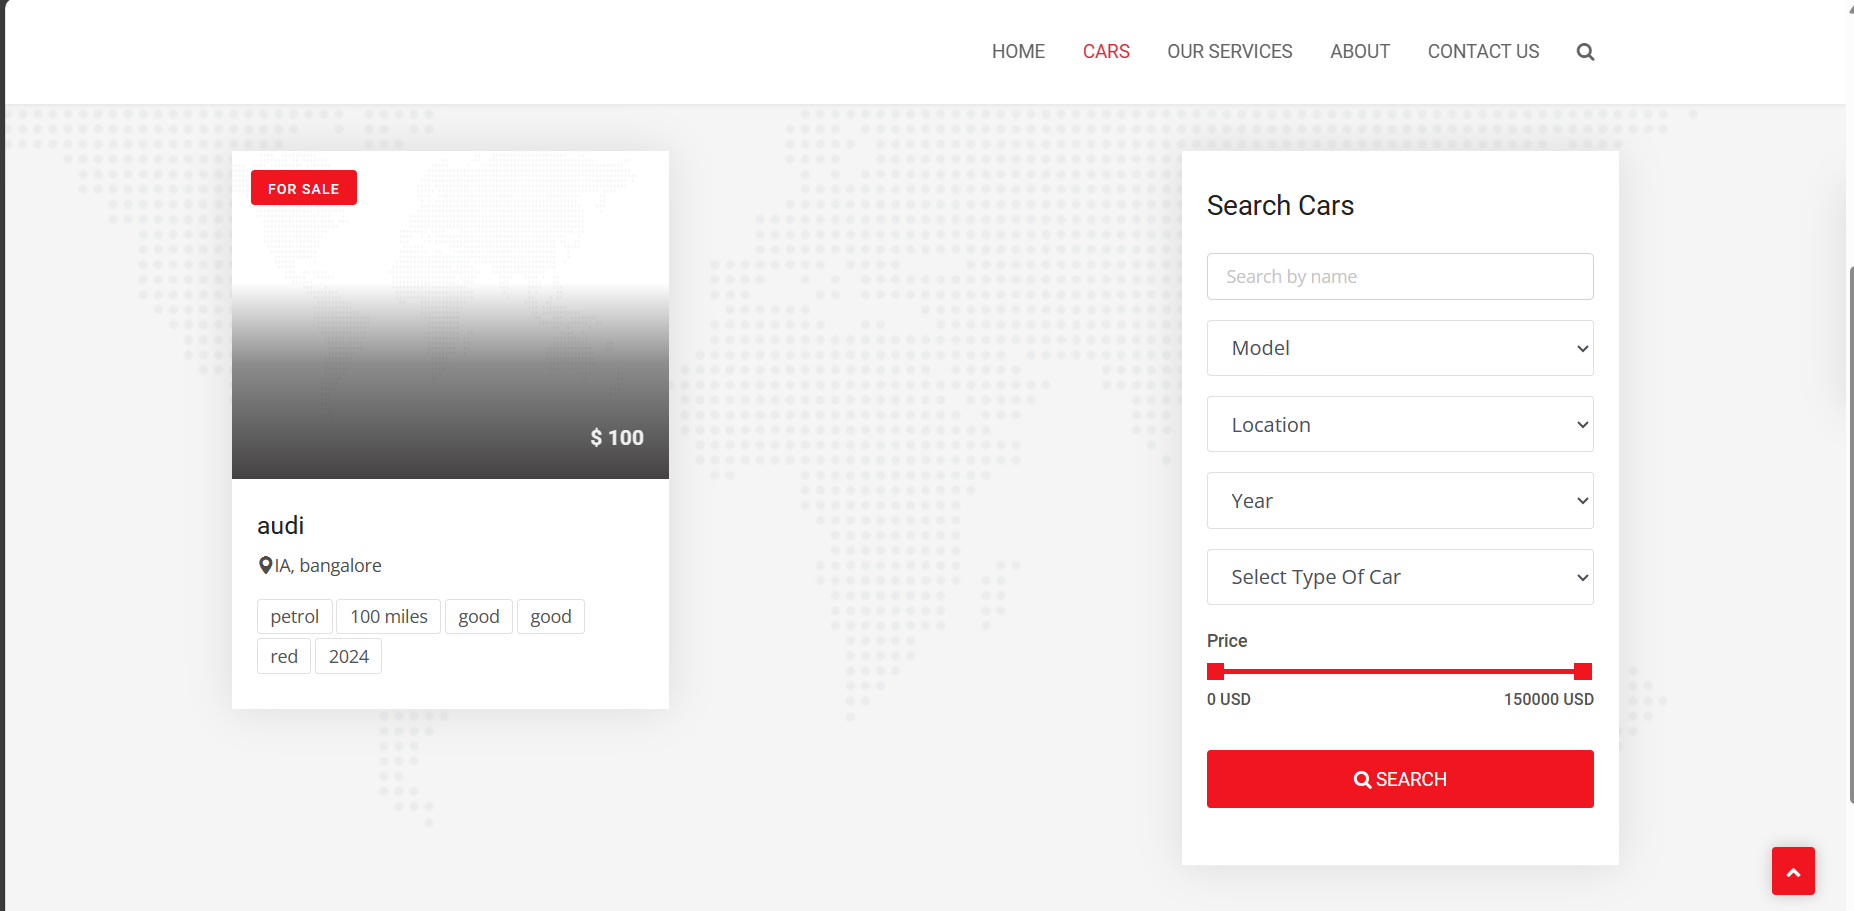 HOME CARS OUR SERVICES ABOUT CONTACT US
FOR SALE
$ 100
audi
IA, bangalore
petrol 100 miles good good
red 2024
Search Cars
Search by name
Model
Location
Year
Select Type Of Car
Price
0 USD 150000 USD
SEARCH